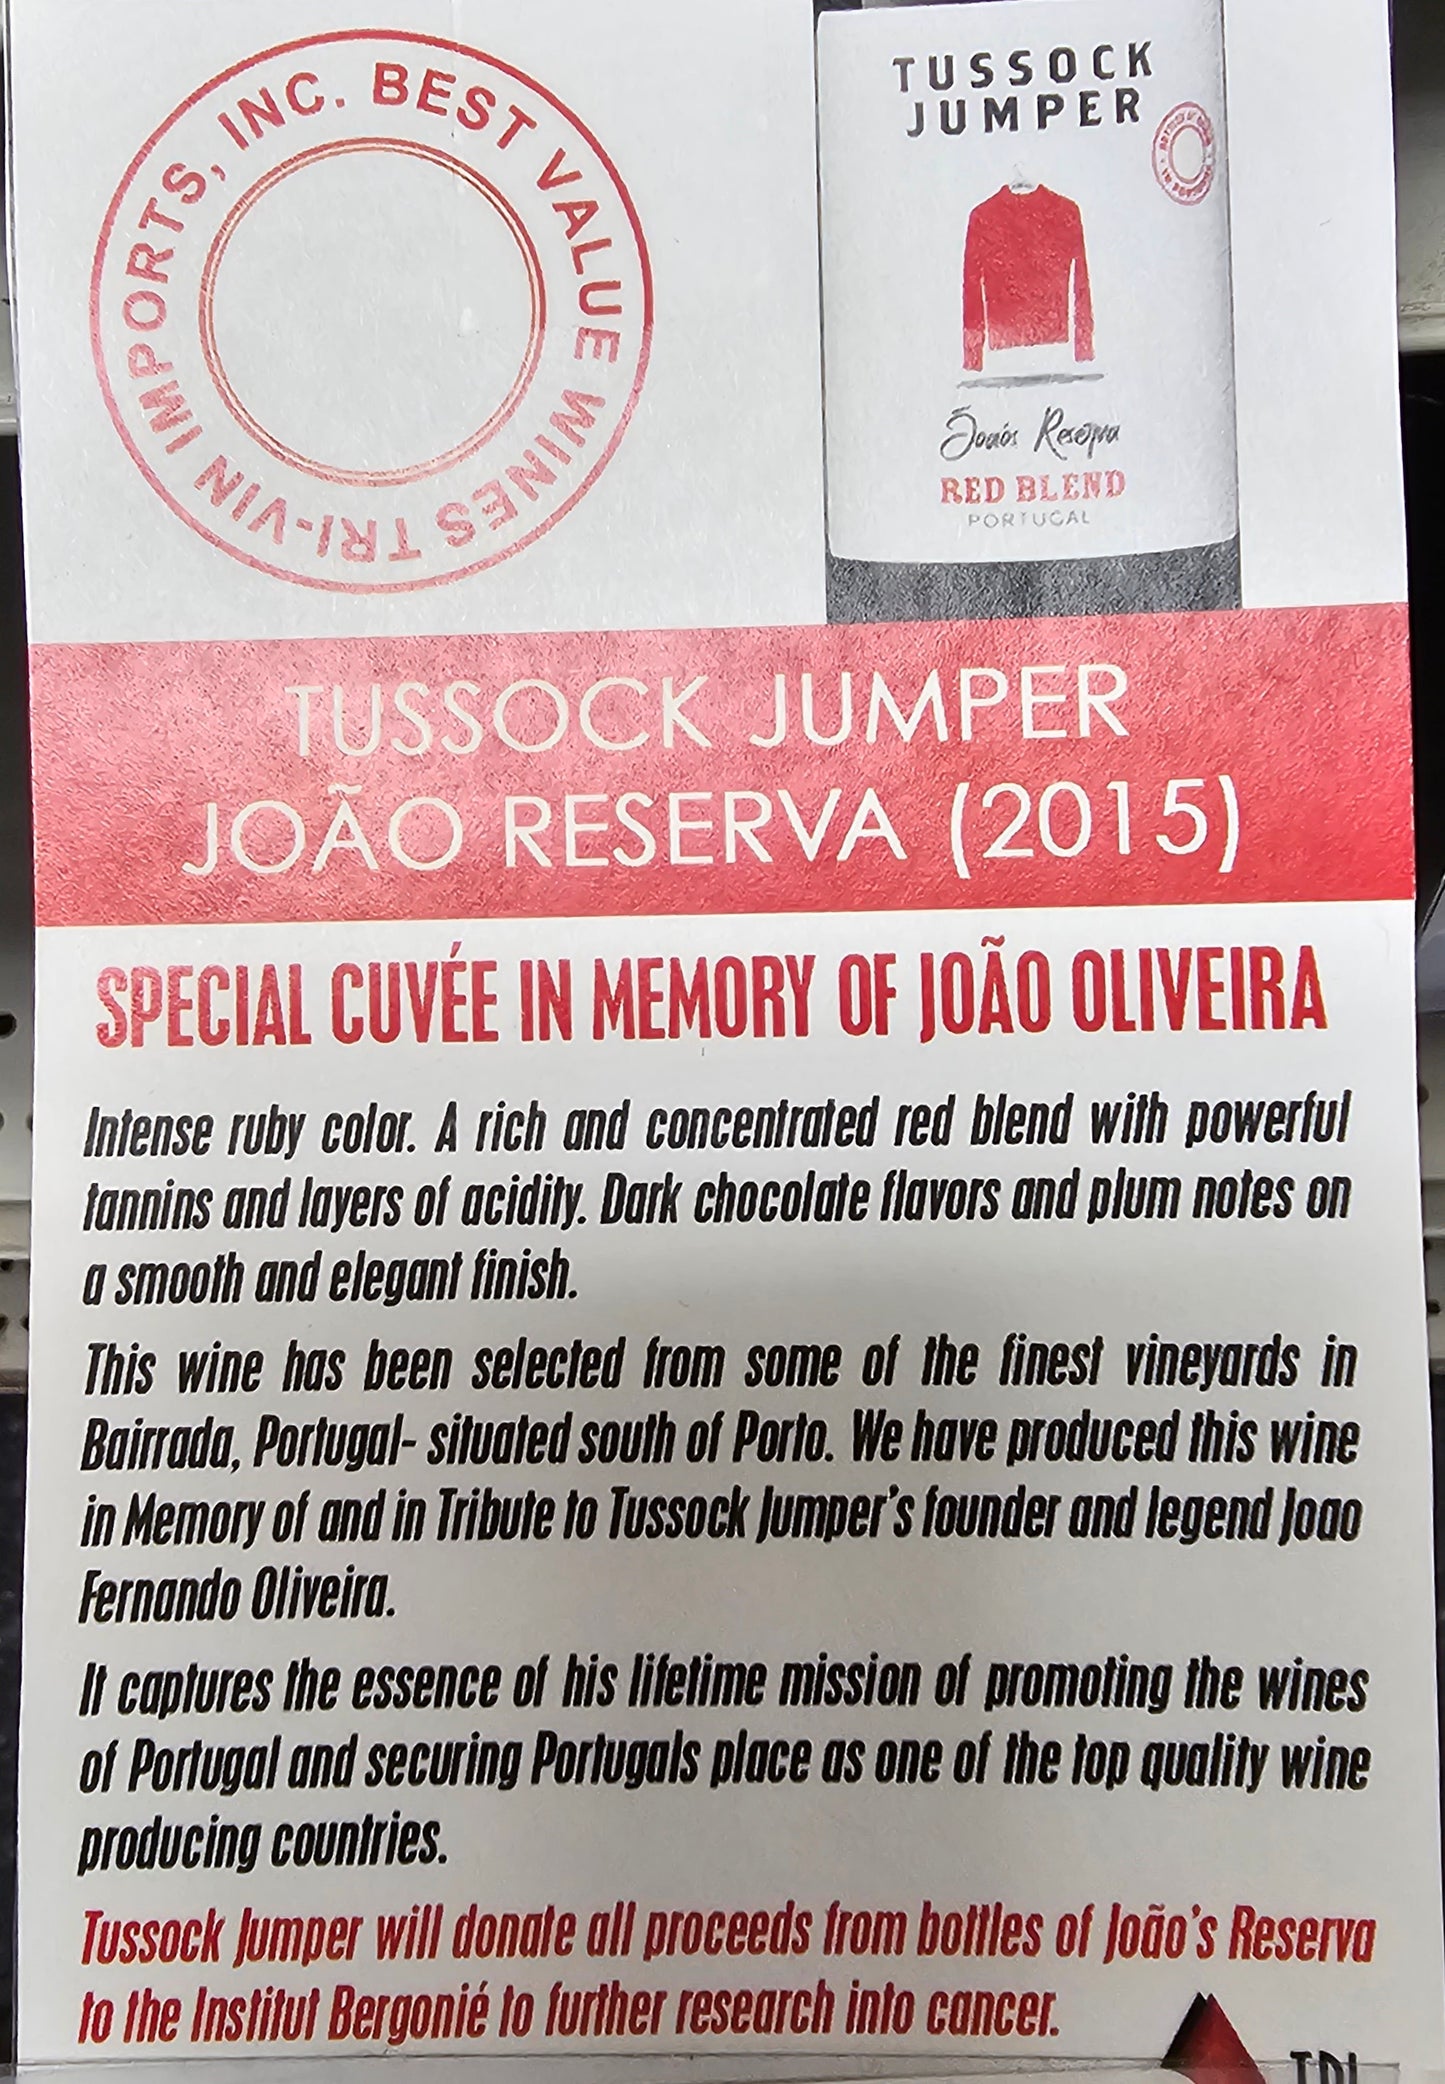 BEST VALUE WINES TRI-VIN IMPORTS, INC.
TUSSOCK
JUMPER
João's Reserva
RED BLEND
PORTUGAL
TUSSOCK JUMPER
JOÃO RESERVA (2015)
SPECIAL CUVÉE IN MEMORY OF JOÃO OLIVEIRA
Intense ruby color. A rich and concentrated red blend with powerful
tannins and layers of acidity. Dark chocolate flavors and plum notes on
a smooth and elegant finish.
This wine has been selected from some of the finest vineyards in
Bairrada, Portugal- situated south of Porto. We have produced this wine
in Memory of and in Tribute to Tussock Jumper's founder and legend Joao
Fernando Oliveira.
It captures the essence of his lifetime mission of promoting the wines
of Portugal and securing Portugals place as one of the top quality wine
producing countries.
Tussock Jumper will donate all proceeds from bottles of João's Reserva
to the Institut Bergonié to further research into cancer.